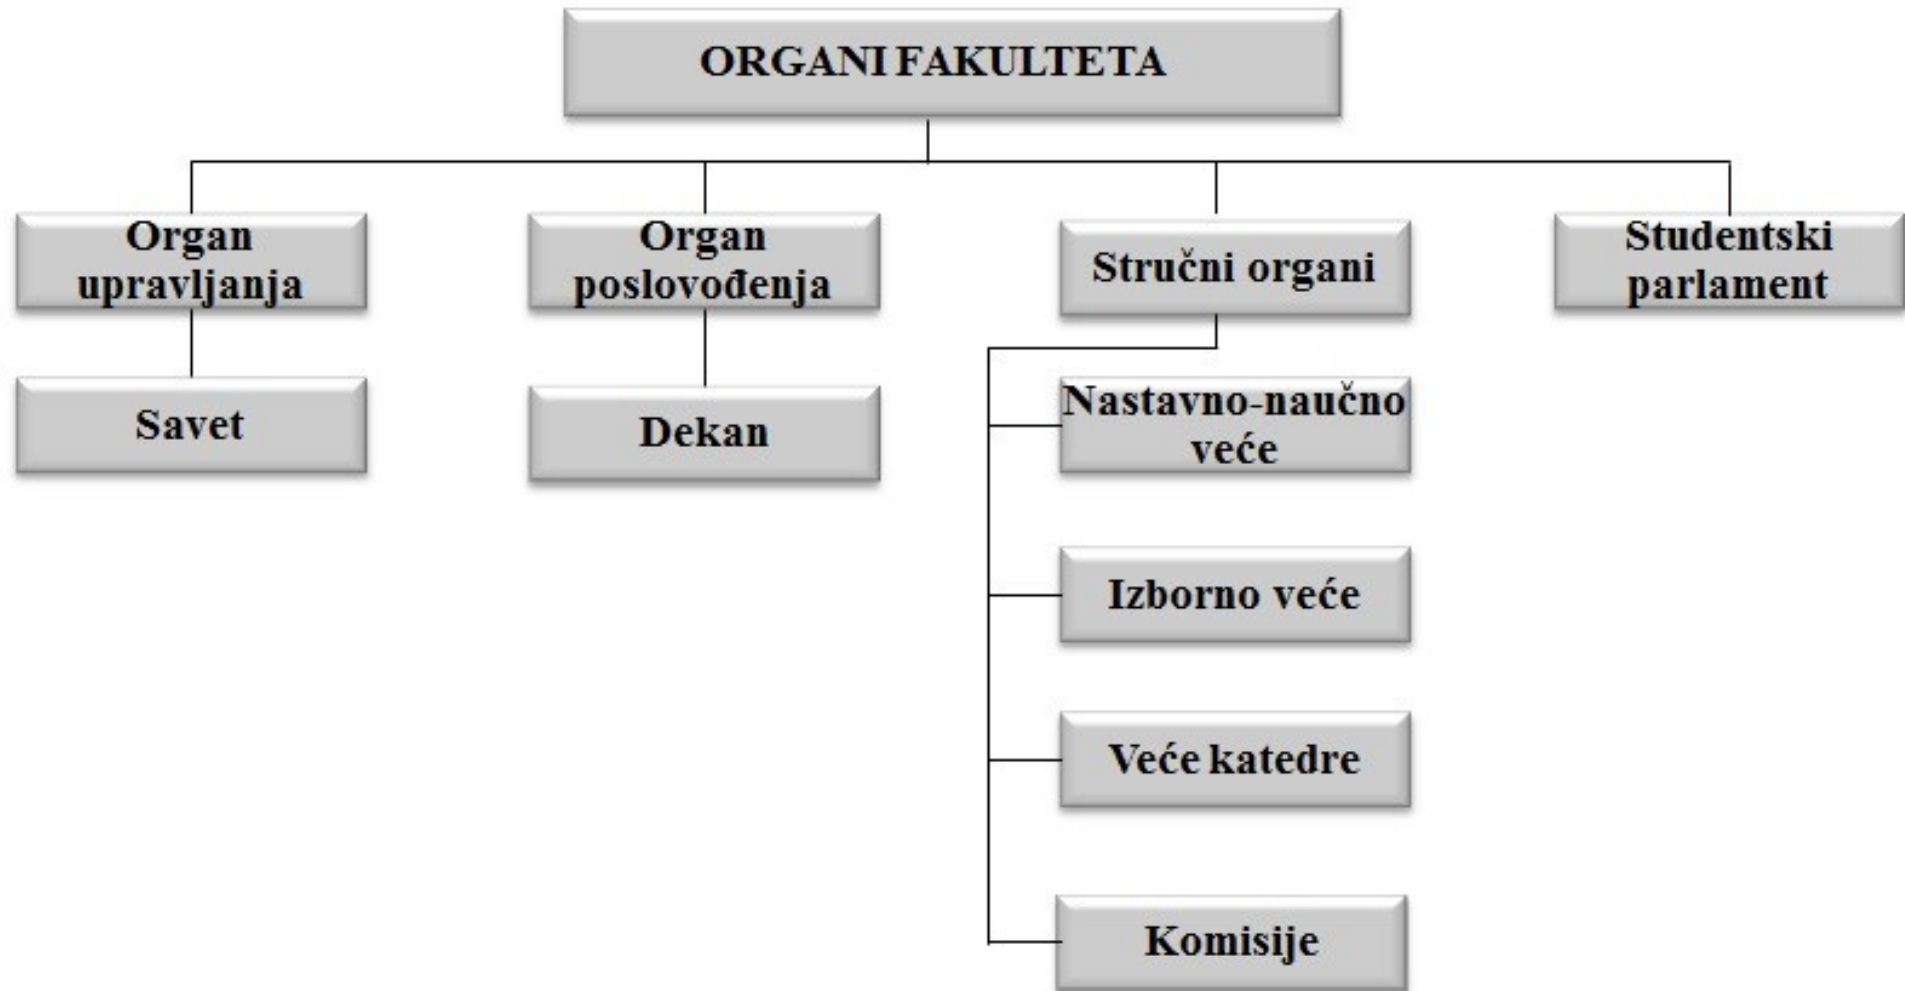 ORGANI FAKULTETA
Organ
upravljanja
Organ
poslovođenja
Stručni organi
Studentski
parlament
Savet
Dekan
Nastavno-naučno
veće
Izborno veće
Veće katedre
Komisije